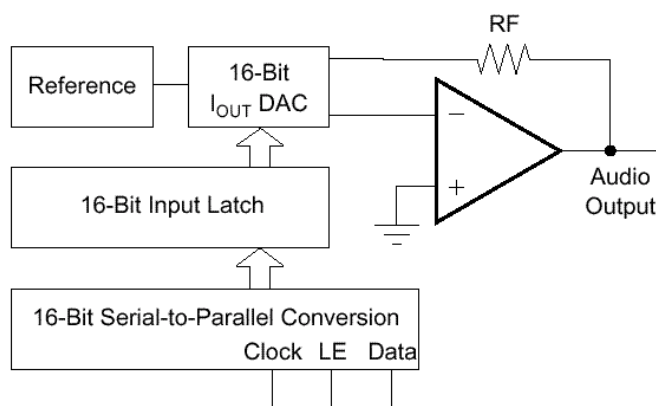 RF
Reference
16-Bit
I_OUT DAC
−
+
Audio
Output
16-Bit Input Latch
16-Bit Serial-to-Parallel Conversion
Clock LE Data